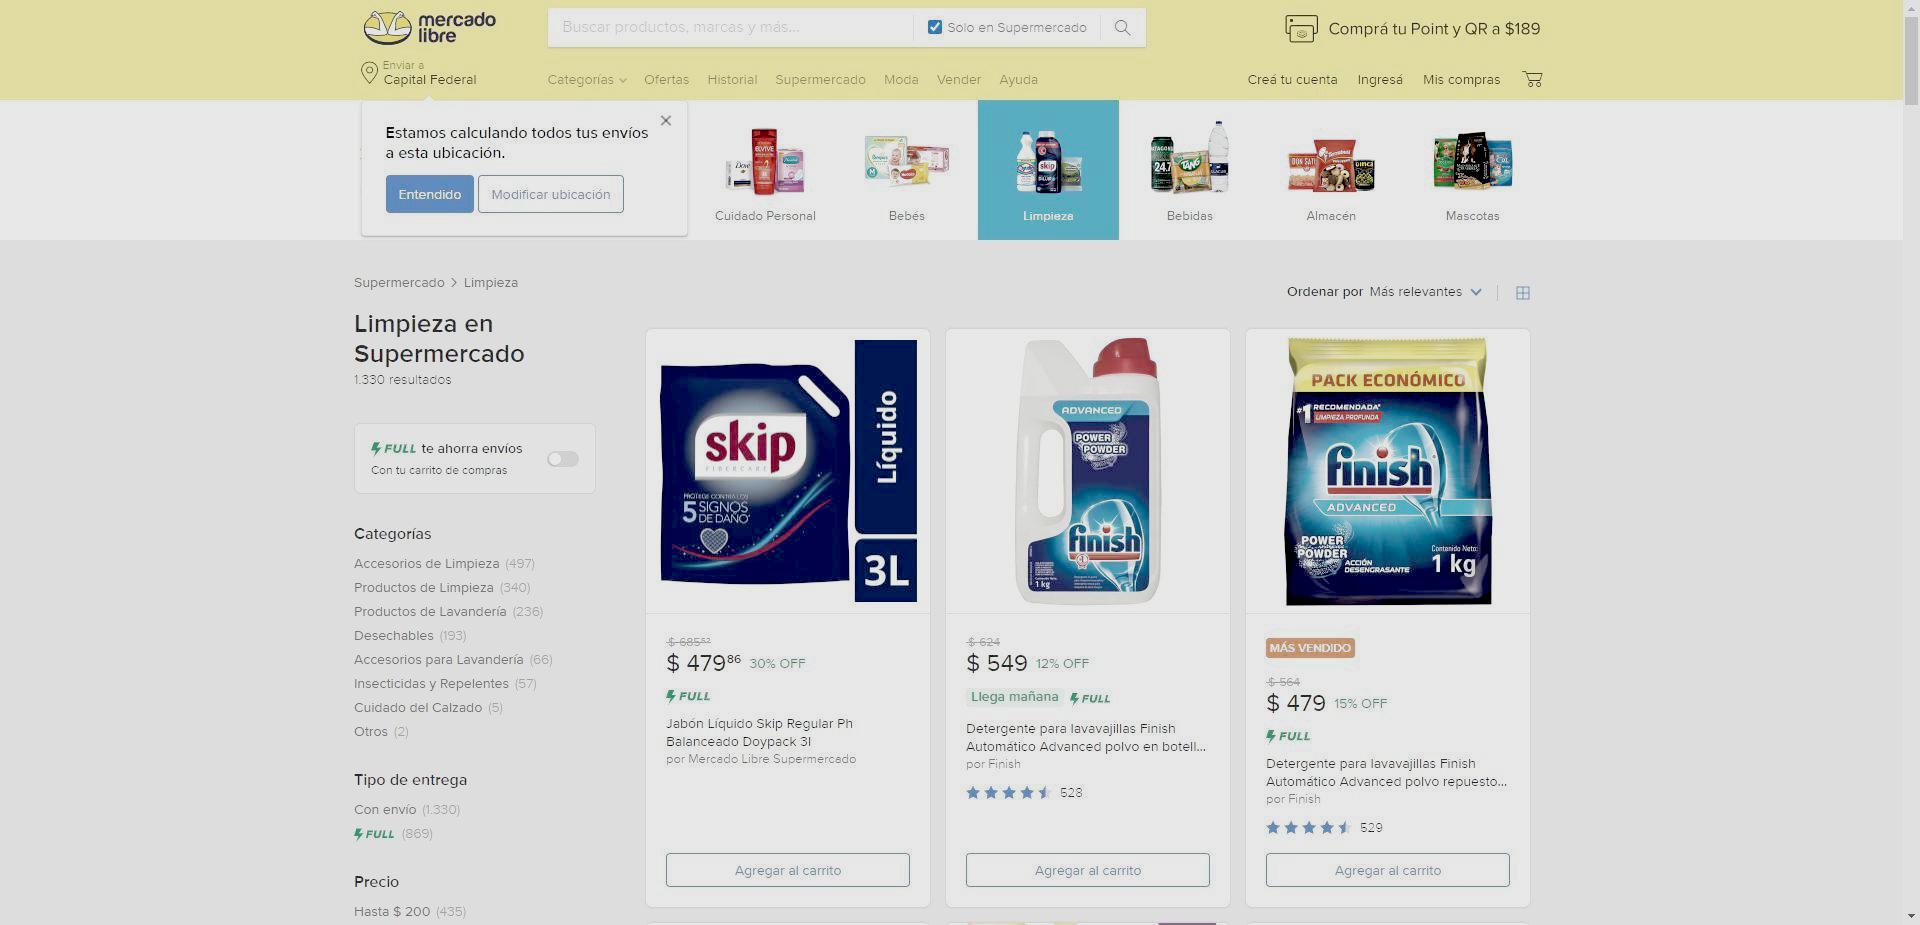 mercado
libre
Buscar productos, marcas y más...
Solo en Supermercado
Comprá tu Point y QR a $189
Enviar a
Capital Federal
Categorías Ofertas Historial Supermercado Moda Vender Ayuda
Creá tu cuenta Ingresá Mis compras
Estamos calculando todos tus envíos
a esta ubicación.
Entendido Modificar ubicación
Cuidado Personal Bebés Limpieza Bebidas Almacén Mascotas
Supermercado > Limpieza
Ordenar por Más relevantes
Limpieza en
Supermercado
1.330 resultados
FULL te ahorra envíos
Con tu carrito de compras
Categorías
Accesorios de Limpieza (497)
Productos de Limpieza (340)
Productos de Lavandería (236)
Desechables (193)
Accesorios para Lavandería (66)
Insecticidas y Repelentes (57)
Cuidado del Calzado (5)
Otros (2)
Tipo de entrega
Con envío (1.330)
FULL (869)
Precio
Hasta $ 200 (435)
skip
FIBERCARE
PROTEGE CONTRA LOS
5 SIGNOS
DE DAÑO
Líquido
3L
$ 685
$ 479 86 30% OFF
FULL
Jabón Líquido Skip Regular Ph
Balanceado Doypack 3l
por Mercado Libre Supermercado
Agregar al carrito
ADVANCED
POWER
POWDER
finish
1 kg
$ 624
$ 549 12% OFF
Llega mañana FULL
Detergente para lavavajillas Finish
Automático Advanced polvo en botell...
por Finish
528
Agregar al carrito
PACK ECONÓMICO
#1 RECOMENDADA*
LIMPIEZA PROFUNDA
finish
ADVANCED
POWER
POWDER
ACCIÓN
DESENGRASANTE
Contenido Neto:
1 kg
MÁS VENDIDO
$ 564
$ 479 15% OFF
FULL
Detergente para lavavajillas Finish
Automático Advanced polvo repuesto...
por Finish
529
Agregar al carrito